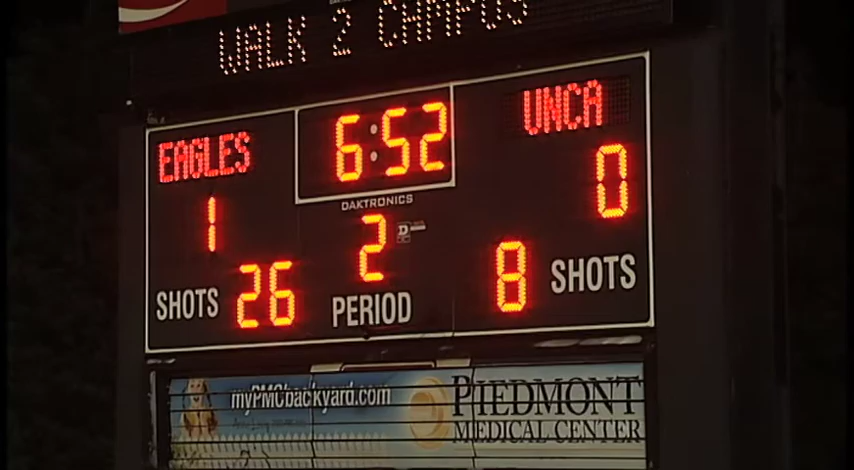 WALK 2 CAMPUS
EAGLES
6:52
UNCA
DAKTRONICS
1
2
0
SHOTS 26
PERIOD
8 SHOTS
myPMCbackyard.com
PIEDMONT
MEDICAL CENTER